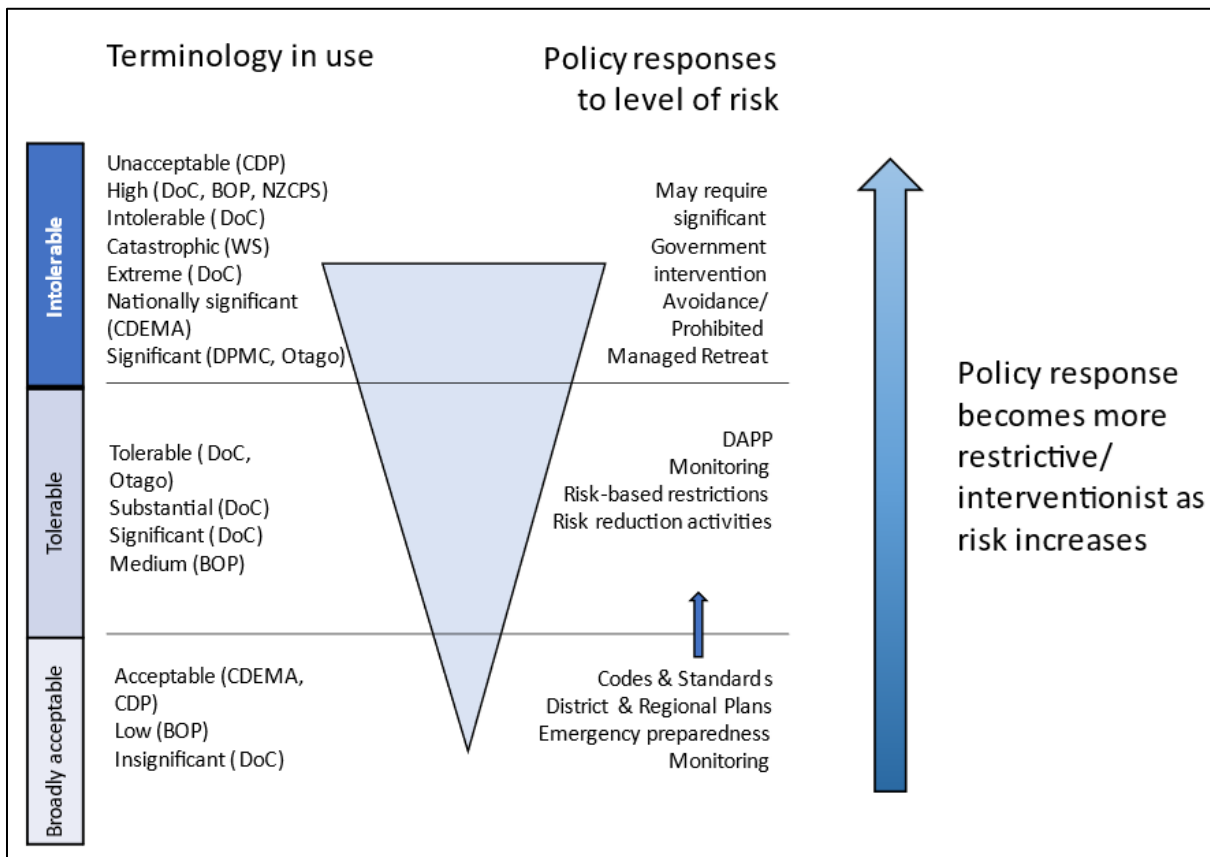 Terminology in use
Policy responses
to level of risk
Intolerable
Unacceptable (CDP)
High (DoC, BOP, NZCPS)
Intolerable (DoC)
Catastrophic (WS)
Extreme (DoC)
Nationally significant
(CDEMA)
Significant (DPMC, Otago)
May require
significant
Government
intervention
Avoidance/
Prohibited
Managed Retreat
Tolerable
Tolerable (DoC,
Otago)
Substantial (DoC)
Significant (DoC)
Medium (BOP)
DAPP
Monitoring
Risk-based restrictions
Risk reduction activities
Broadly acceptable
Acceptable (CDEMA,
CDP)
Low (BOP)
Insignificant (DoC)
Codes & Standards
District & Regional Plans
Emergency preparedness
Monitoring
Policy response
becomes more
restrictive/
interventionist as
risk increases